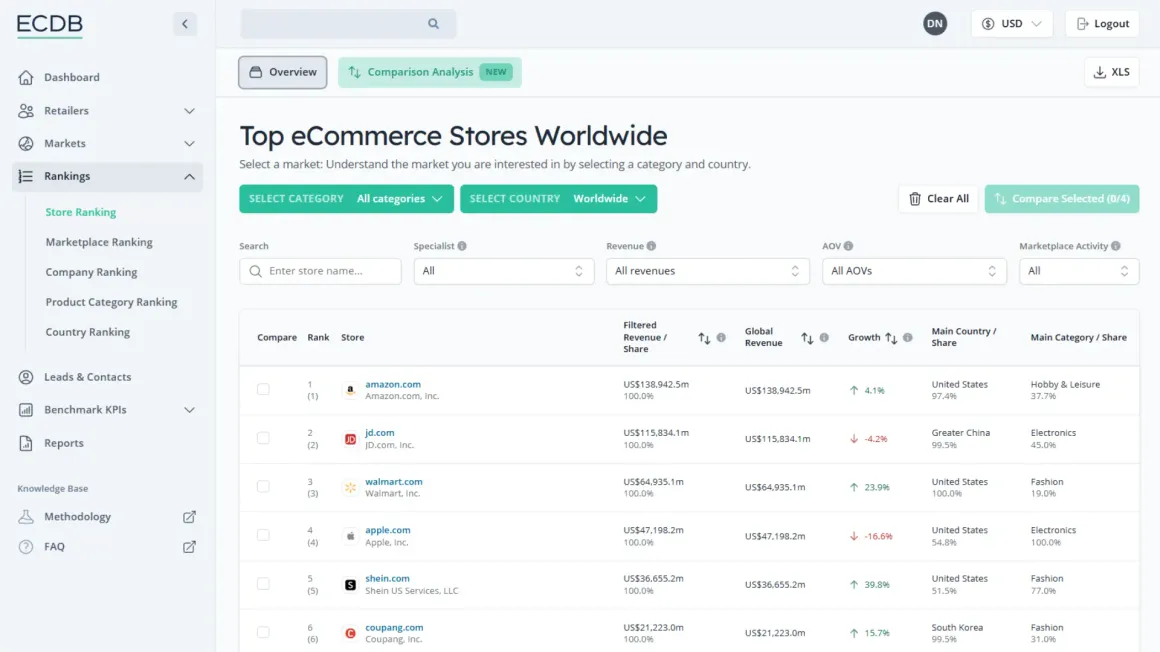 ECDB
DN
USD
Logout
Dashboard
Retailers
Markets
Rankings
Store Ranking
Marketplace Ranking
Company Ranking
Product Category Ranking
Country Ranking
Leads & Contacts
Benchmark KPIs
Reports
Knowledge Base
Methodology
FAQ
Overview
Comparison Analysis NEW
XLS
Top eCommerce Stores Worldwide
Select a market: Understand the market you are interested in by selecting a category and country.
SELECT CATEGORY All categories
SELECT COUNTRY Worldwide
Clear All
Compare Selected (0/4)
Search
Specialist
Revenue
AOV
Marketplace Activity
Enter store name...
All
All revenues
All AOVs
All
Compare
Rank
Store
Filtered
Revenue /
Share
Global
Revenue
Growth
Main Country /
Share
Main Category / Share
1
(1)
amazon.com
Amazon.com, Inc.
US$138,942.5m
100.0%
US$138,942.5m
4.1%
United States
97.4%
Hobby & Leisure
37.7%
2
(2)
JD
jd.com
JD.com, Inc.
US$115,834.1m
100.0%
US$115,834.1m
-4.2%
Greater China
99.5%
Electronics
45.0%
3
(3)
walmart.com
Walmart, Inc.
US$64,935.1m
100.0%
US$64,935.1m
23.9%
United States
100.0%
Fashion
19.0%
4
(4)
apple.com
Apple, Inc.
US$47,198.2m
100.0%
US$47,198.2m
-16.6%
United States
54.8%
Electronics
100.0%
5
(5)
S
shein.com
Shein US Services, LLC
US$36,655.2m
100.0%
US$36,655.2m
39.8%
United States
51.5%
Fashion
77.0%
6
(6)
C
coupang.com
Coupang, Inc.
US$21,223.0m
100.0%
US$21,223.0m
15.7%
South Korea
99.5%
Fashion
31.0%